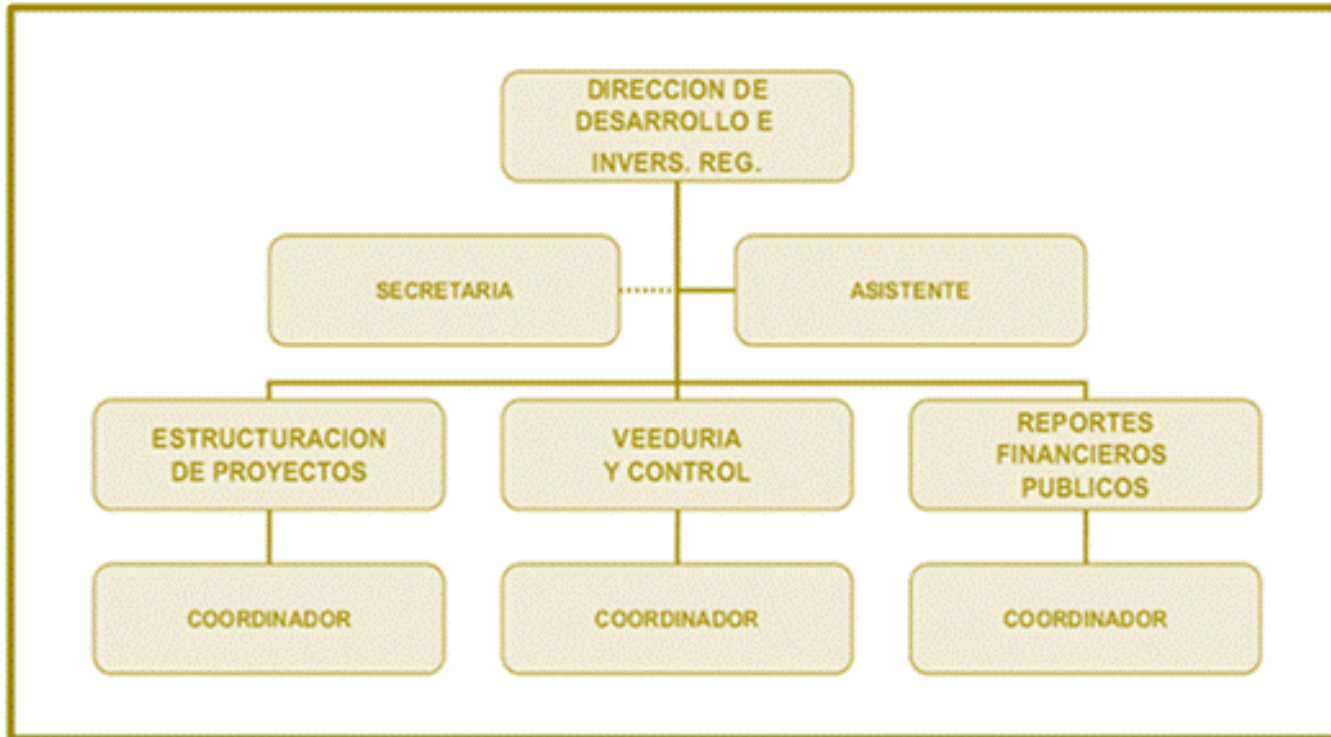 DIRECCION DE
DESARROLLO E
INVERS. REG.
SECRETARIA
ASISTENTE
ESTRUCTURACION
DE PROYECTOS
VEEDURIA
Y CONTROL
REPORTES
FINANCIEROS
PUBLICOS
COORDINADOR
COORDINADOR
COORDINADOR